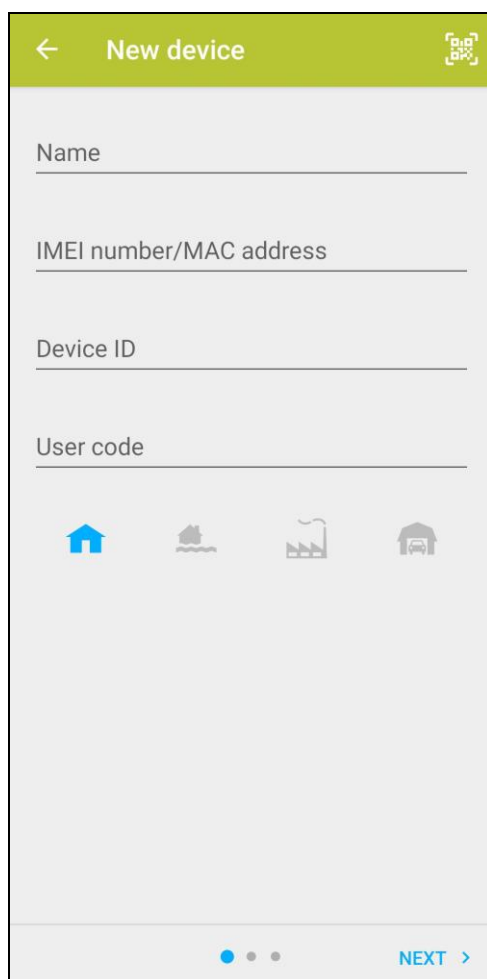 New device
Name
IMEI number/MAC address
Device ID
User code
NEXT